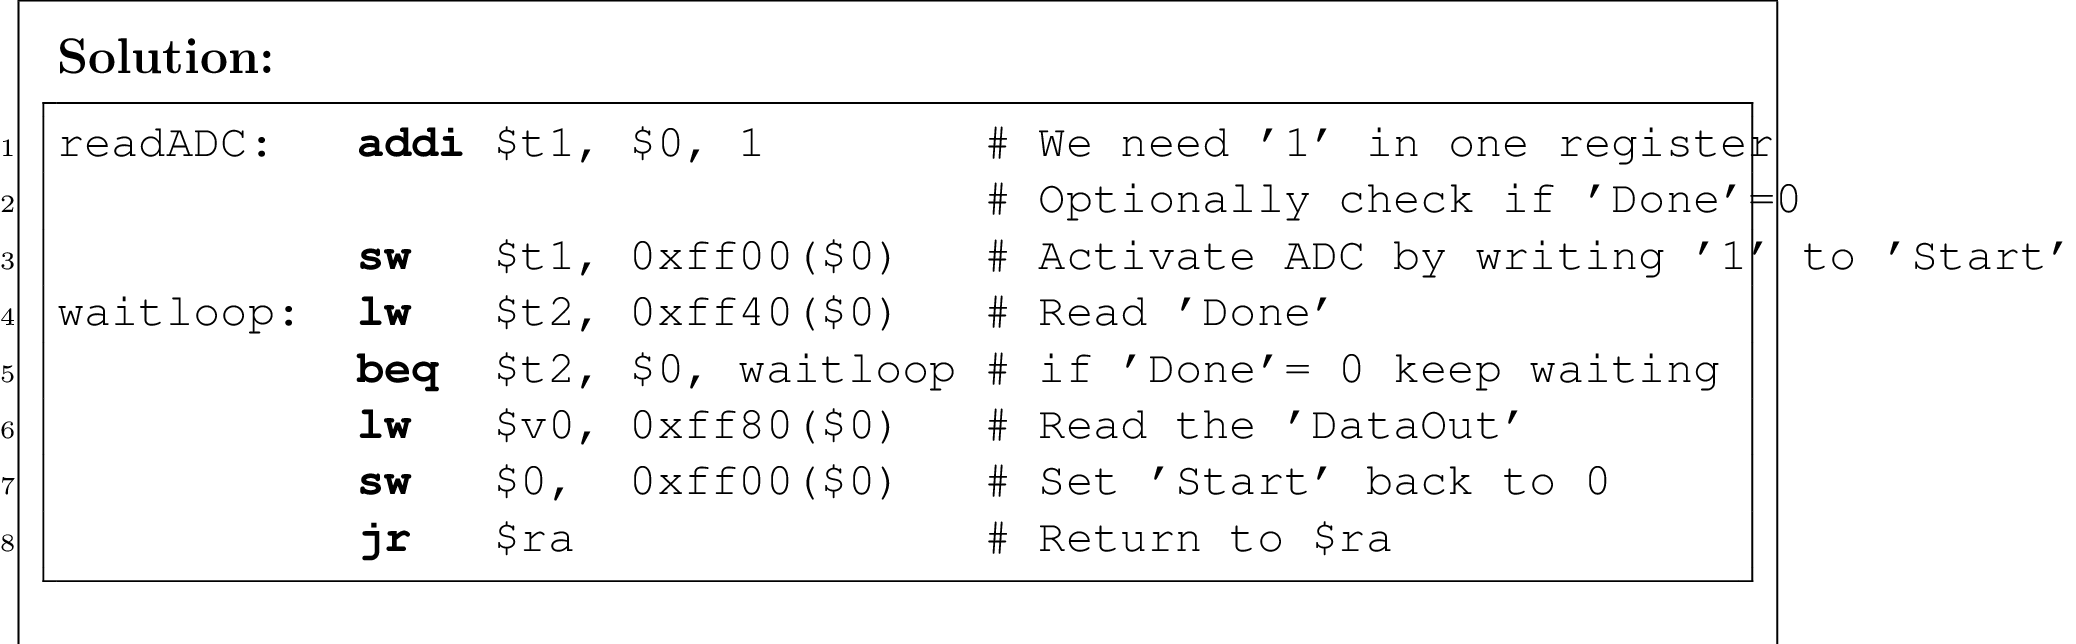 Solution:
1 readADC: addi $t1, $0, 1 # We need '1' in one register
2 # Optionally check if 'Done'=0
3 sw $t1, 0xff00($0) # Activate ADC by writing '1' to 'Start'
4 waitloop: lw $t2, 0xff40($0) # Read 'Done'
5 beq $t2, $0, waitloop # if 'Done'= 0 keep waiting
6 lw $v0, 0xff80($0) # Read the 'DataOut'
7 sw $0, 0xff00($0) # Set 'Start' back to 0
8 jr $ra # Return to $ra